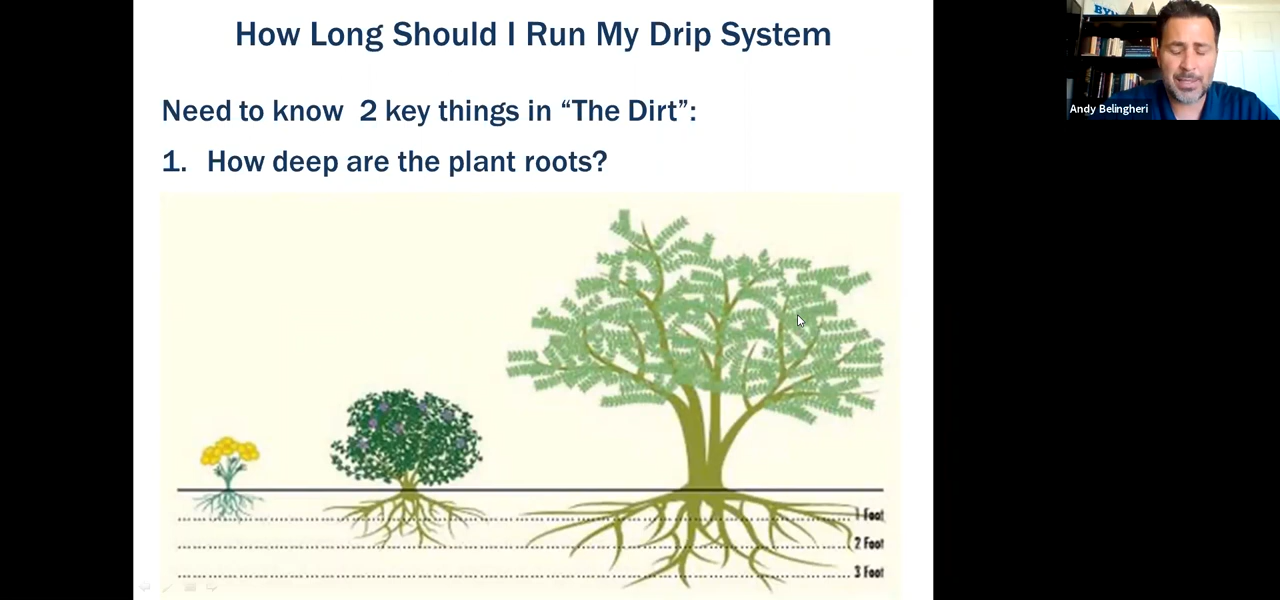 How Long Should I Run My Drip System
Need to know 2 key things in “The Dirt”:
1. How deep are the plant roots?
1 Foot
2 Foot
3 Foot
Andy Belingheri